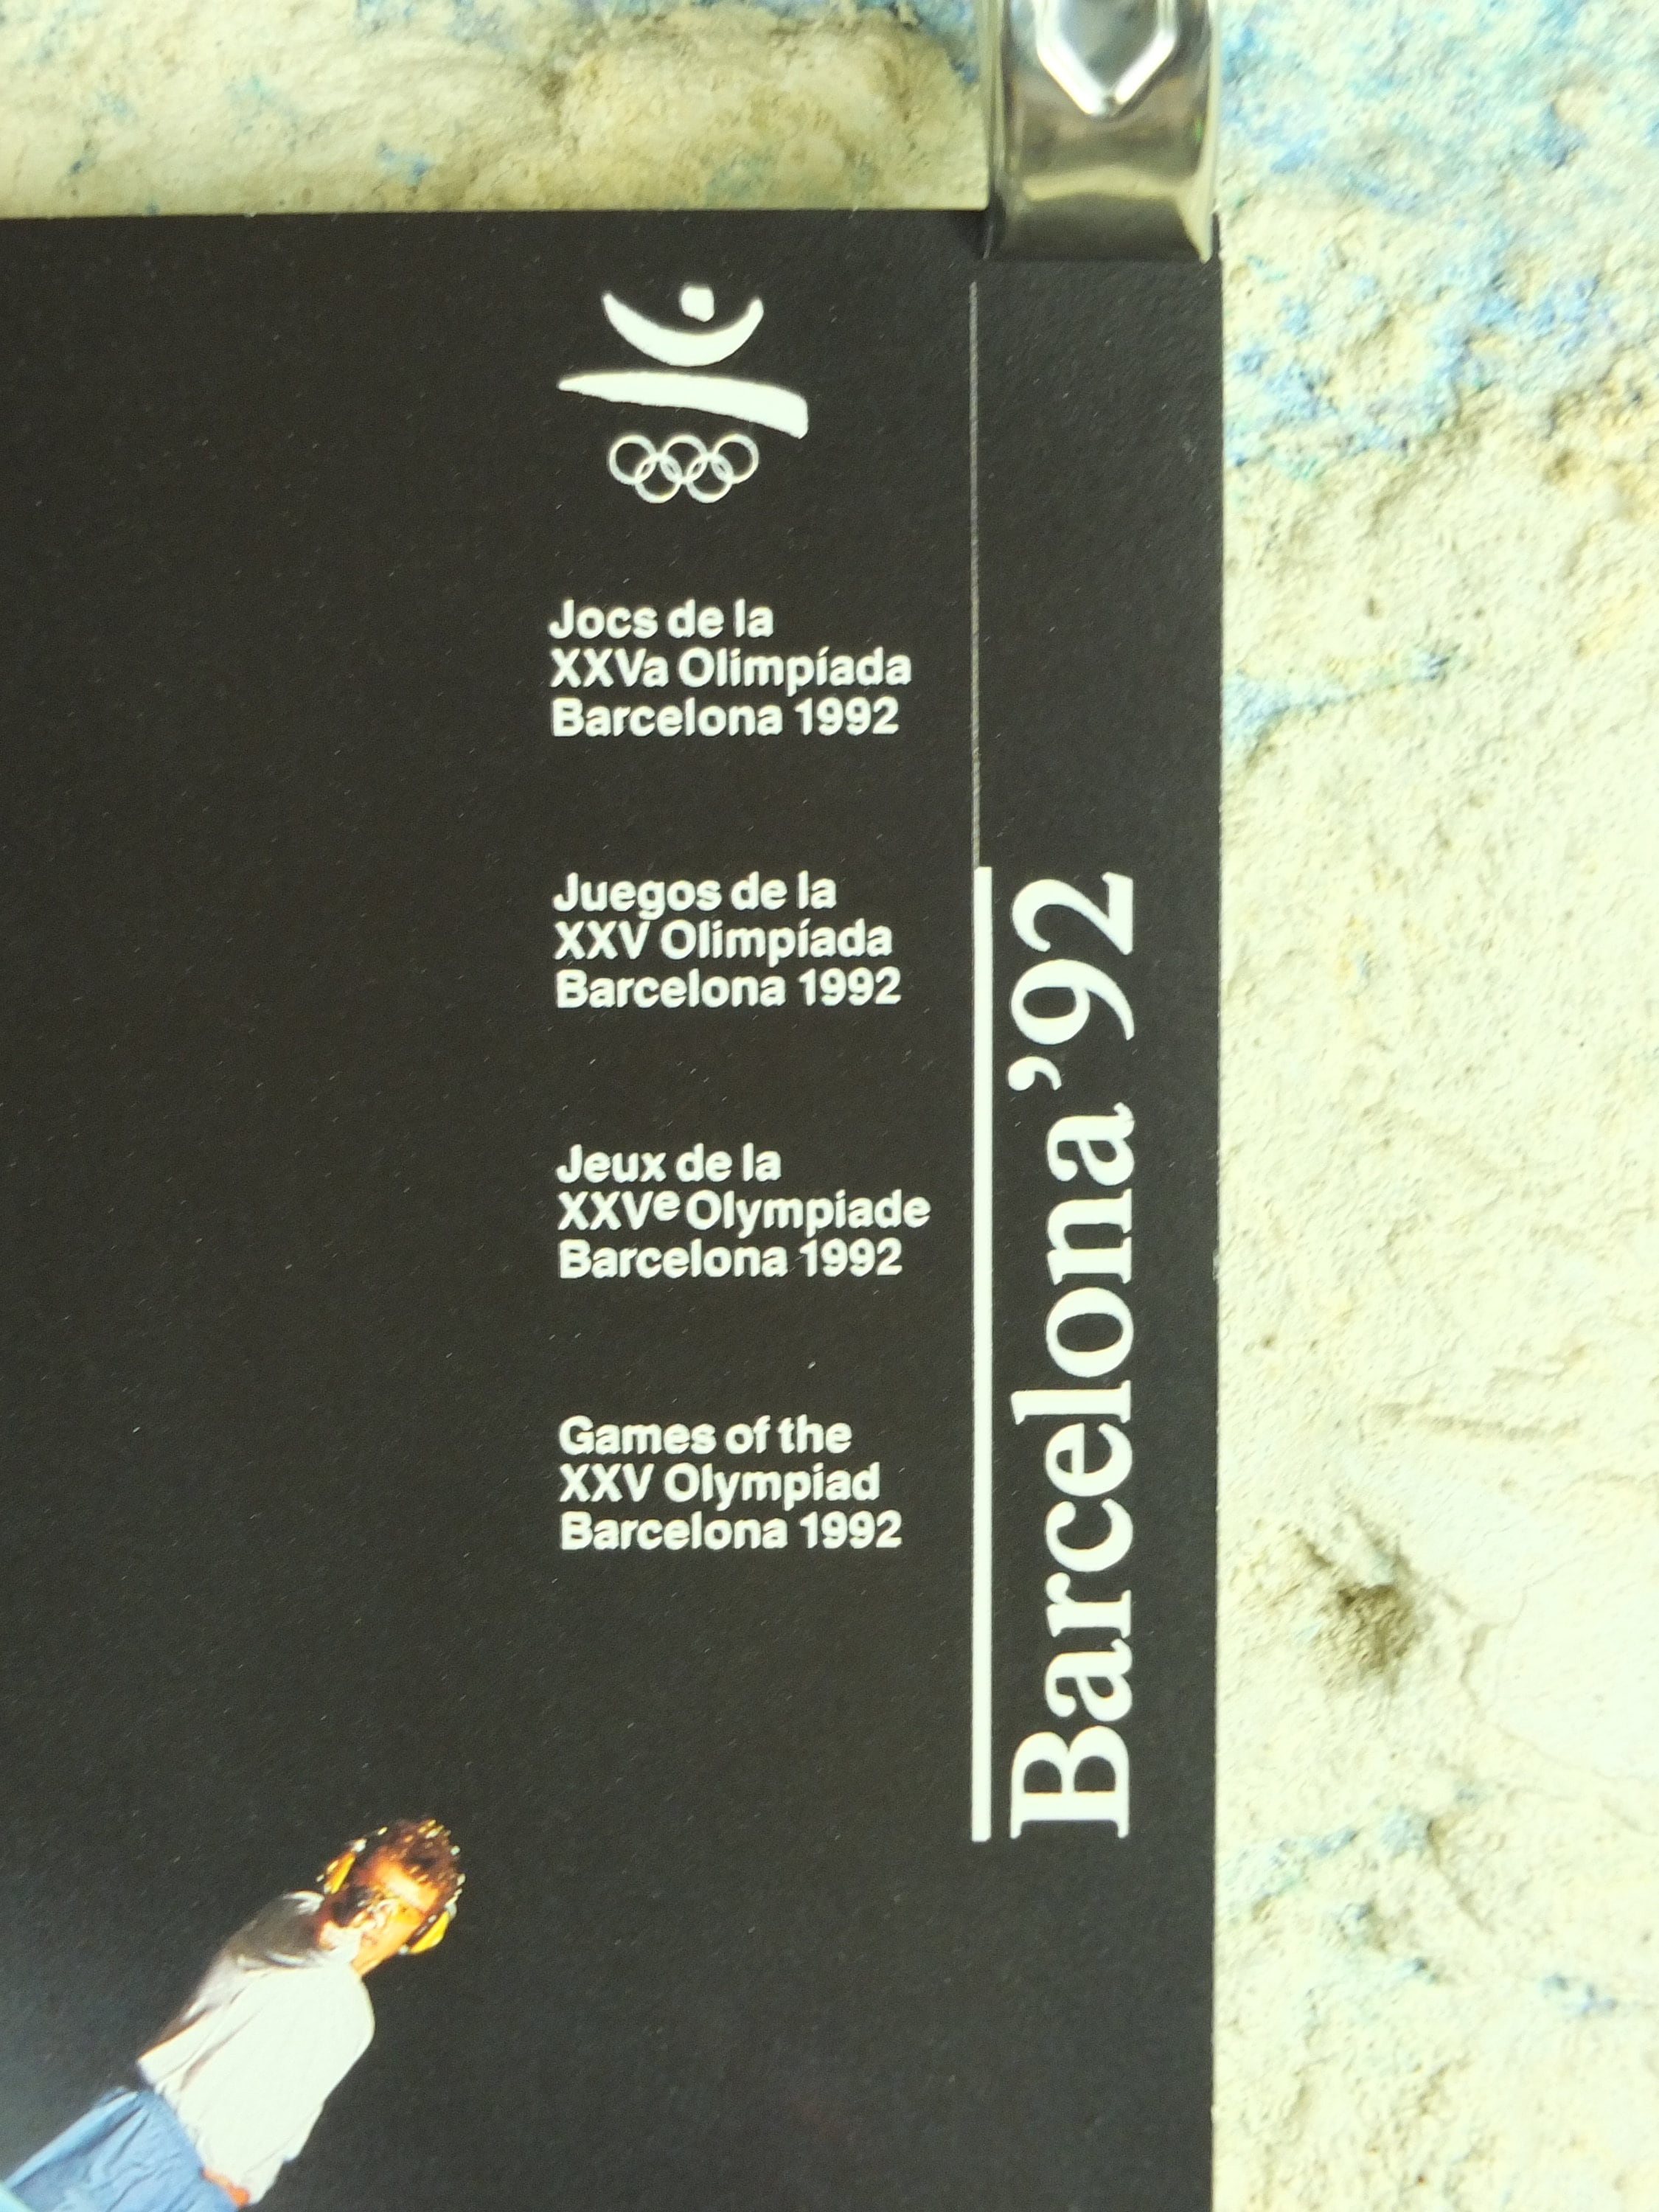 Jocs de la
XXVa Olimpíada
Barcelona 1992
Juegos de la
XXV Olimpíada
Barcelona 1992
Jeux de la
XXVe Olympiade
Barcelona 1992
Games of the
XXV Olympiad
Barcelona 1992
Barcelona '92